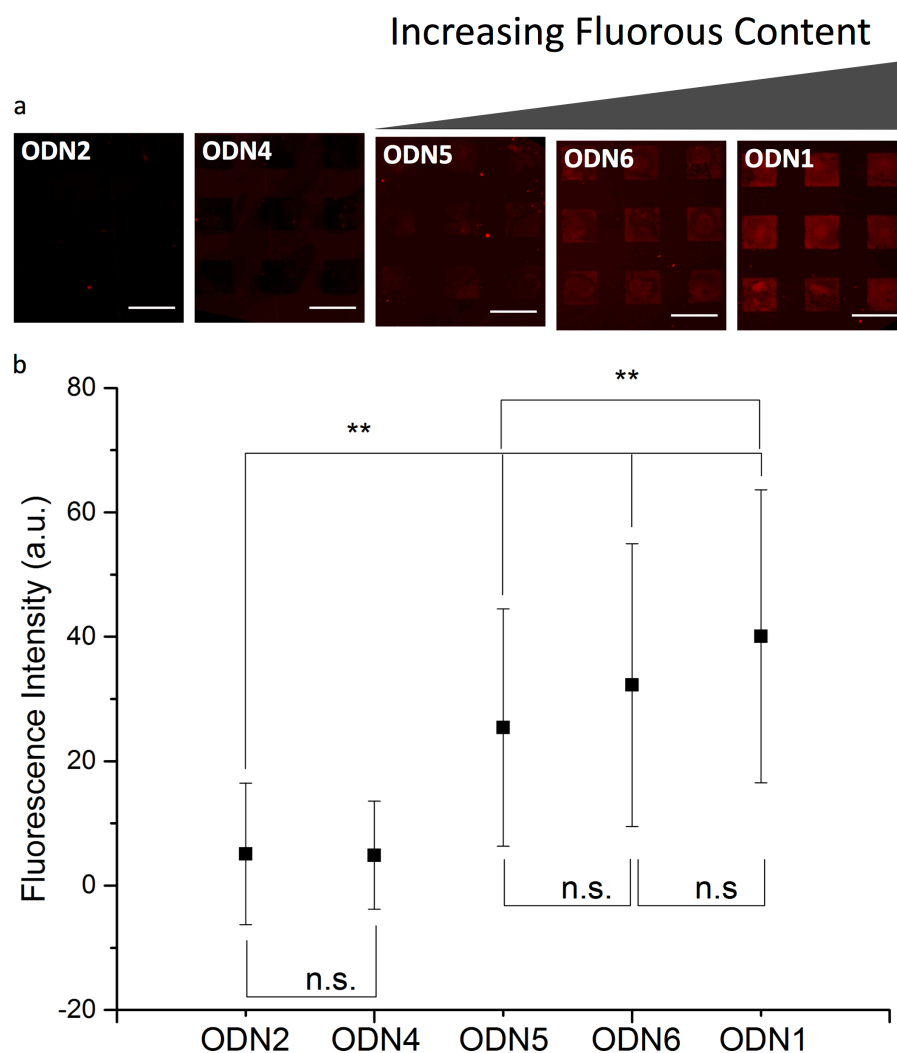 Increasing Fluorous Content
a
ODN2
ODN4
ODN5
ODN6
ODN1
b
80
60
40
20
0
-20
Fluorescence Intensity (a.u.)
**
**
n.s.
n.s.
n.s
ODN2
ODN4
ODN5
ODN6
ODN1